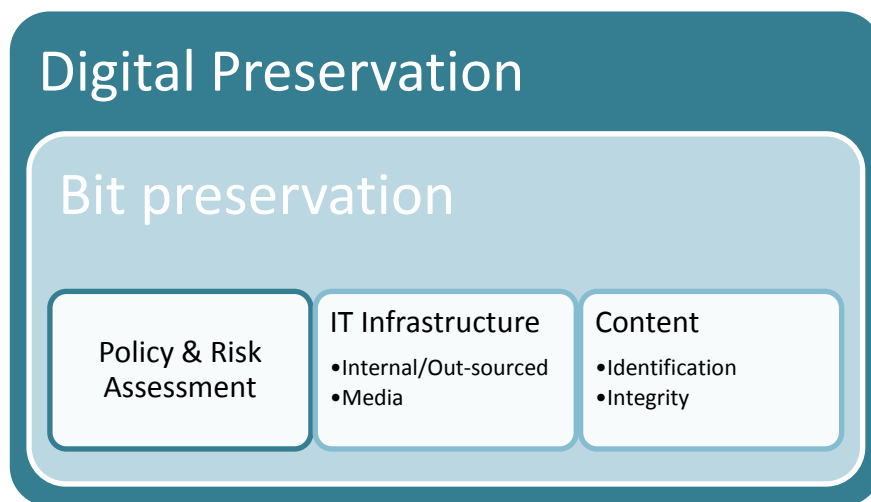 Digital Preservation
Bit preservation
Policy & Risk
Assessment
IT Infrastructure
•Internal/Out-sourced
•Media
Content
•Identification
•Integrity